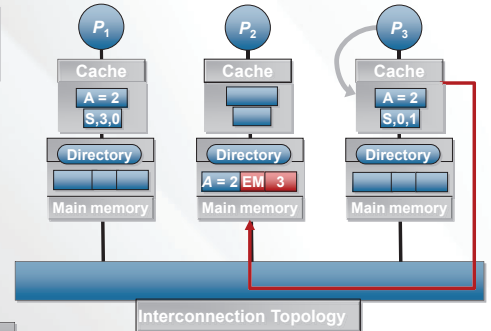 P1 P2 P3
Cache Cache Cache
A = 2 A = 2
S,3,0 S,0,1
Directory Directory Directory
A = 2 EM 3
Main memory Main memory Main memory
Interconnection Topology